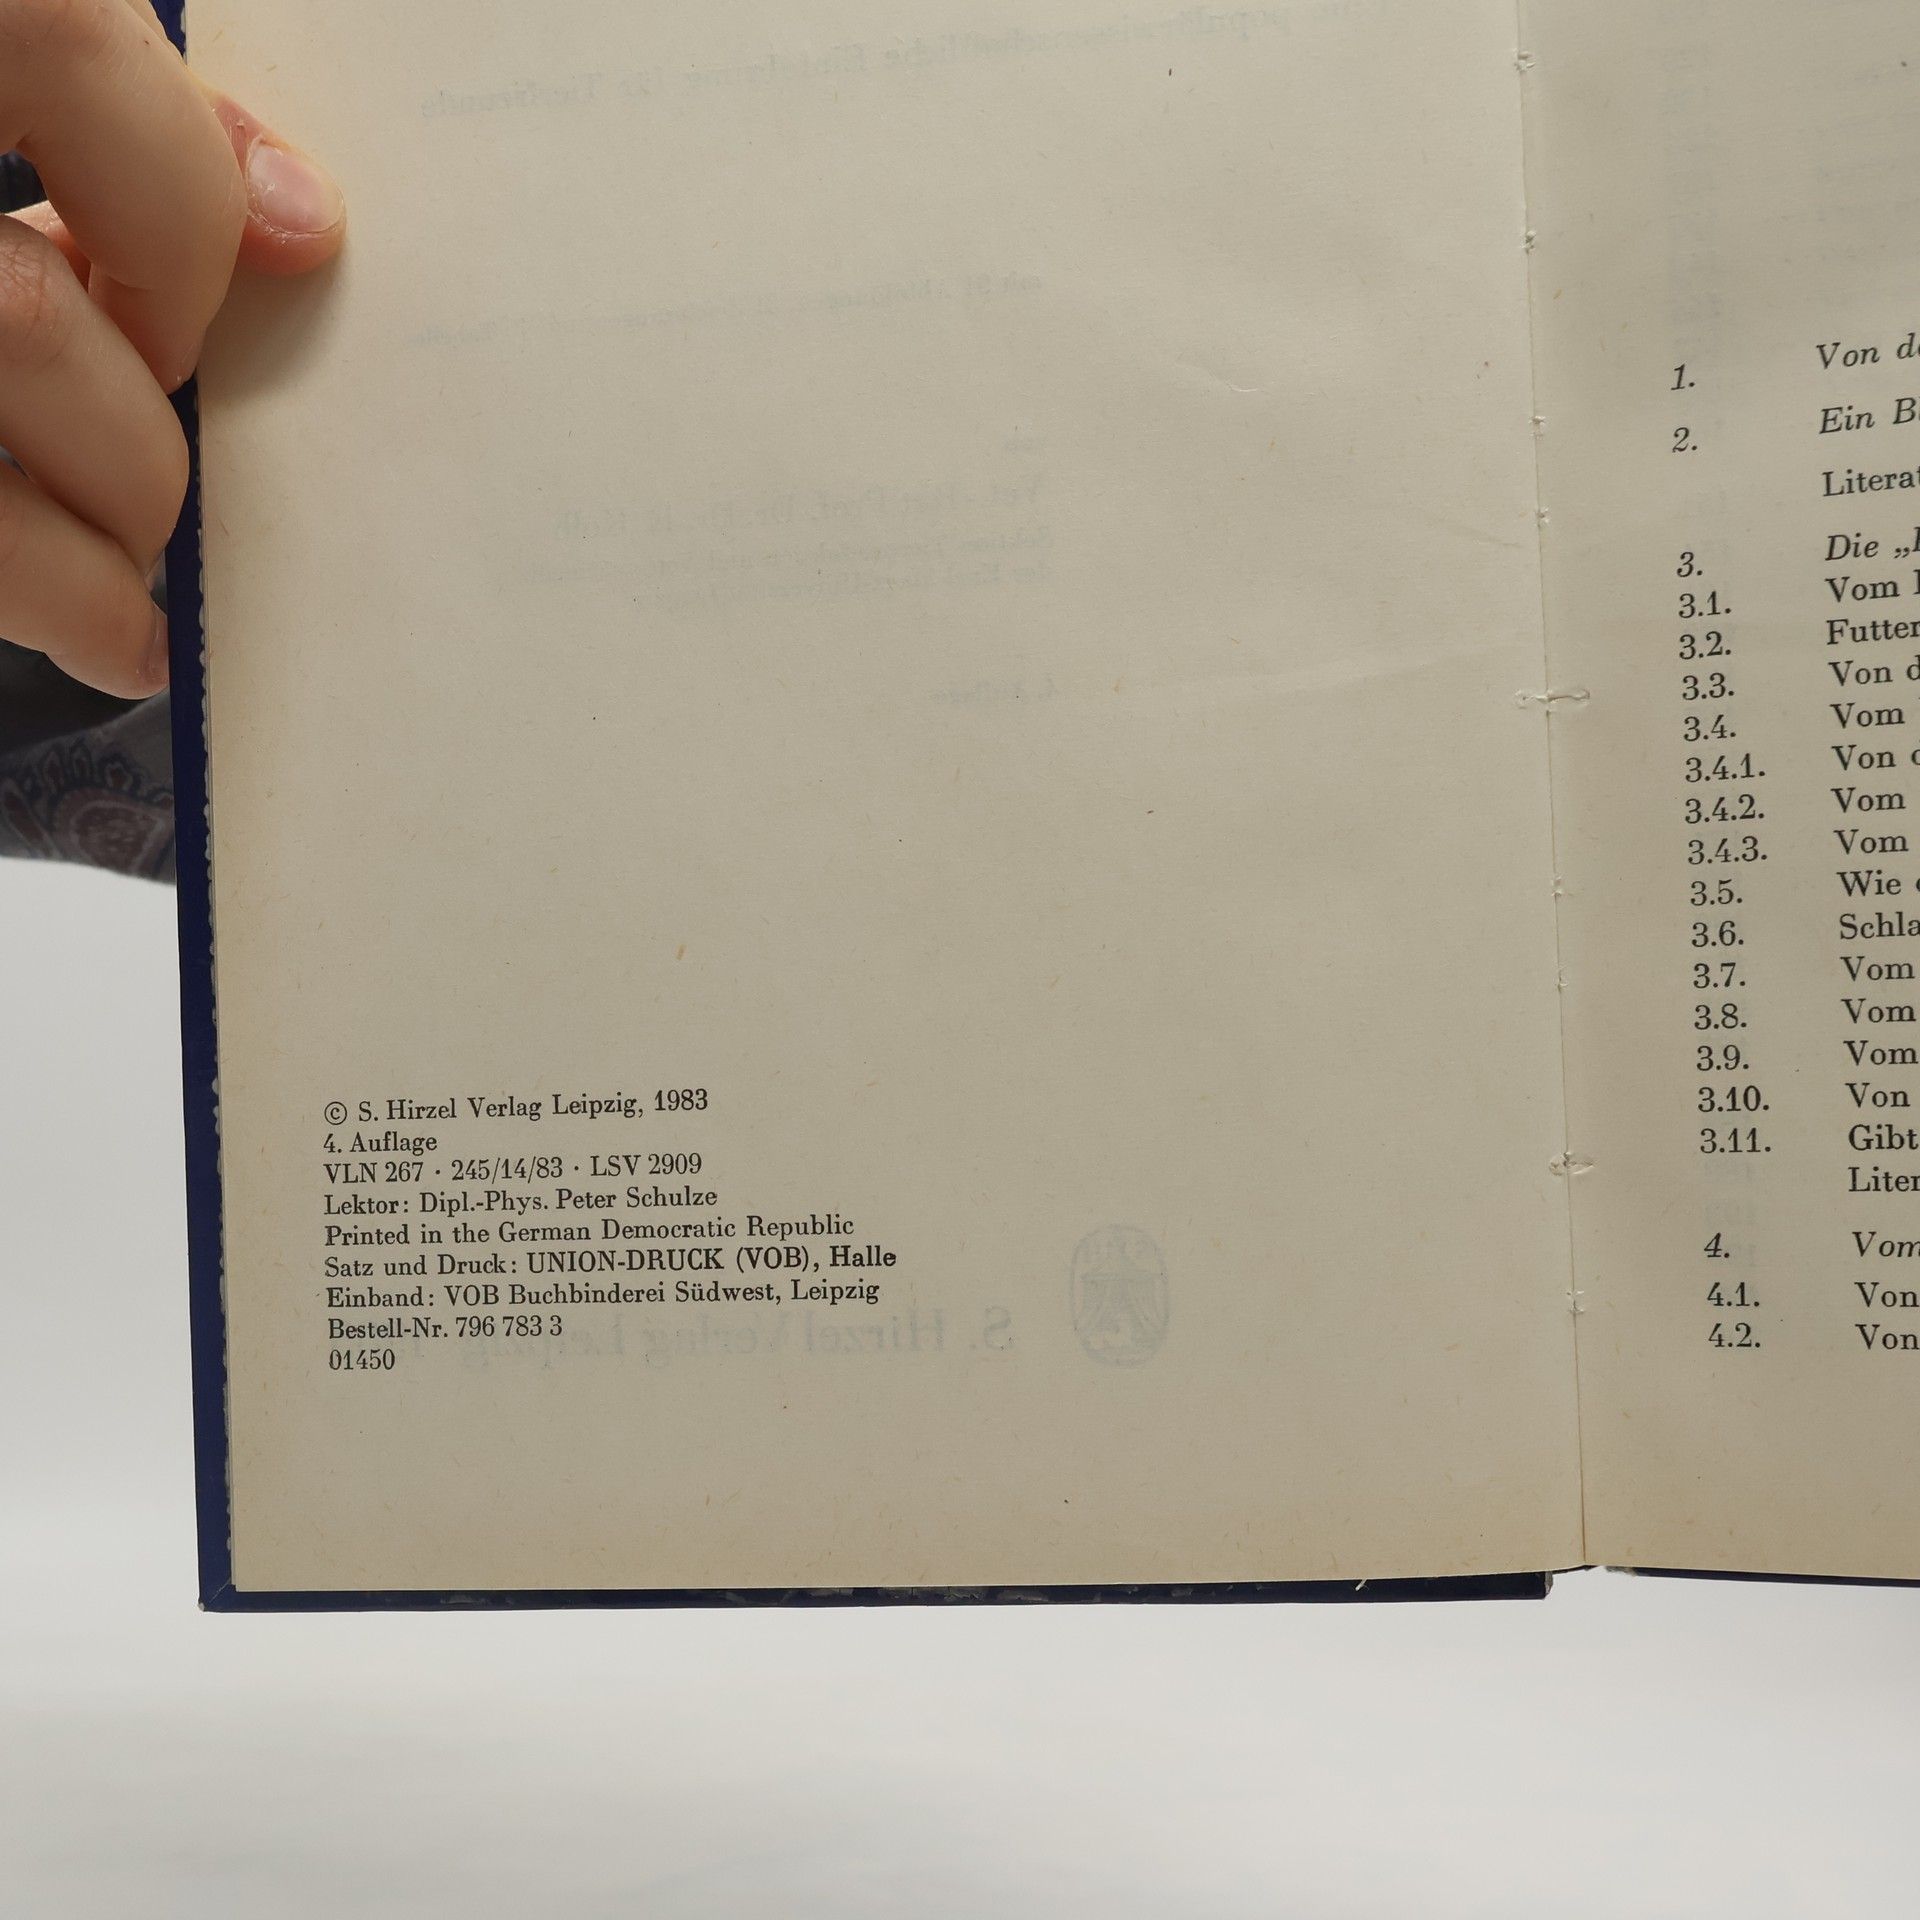 © S. Hirzel Verlag Leipzig, 1983
4. Auflage
VLN 267 · 245/14/83 · LSV 2909
Lektor: Dipl.-Phys. Peter Schulze
Printed in the German Democratic Republic
Satz und Druck: UNION-DRUCK (VOB), Halle
Einband: VOB Buchbinderei Südwest, Leipzig
Bestell-Nr. 796 783 3
01450
1. Von
2. Ein
3. Die
3.1. Vom
3.2. Futter
3.3. Von
3.4. Vom
3.4.1. Von
3.4.2. Vom
3.4.3. Vom
3.5. Wie
3.6. Schla
3.7. Vom
3.8. Vom
3.9. Vom
3.10. Von
3.11. Gibt
Liter
4. Vom
4.1. Von
4.2. Von